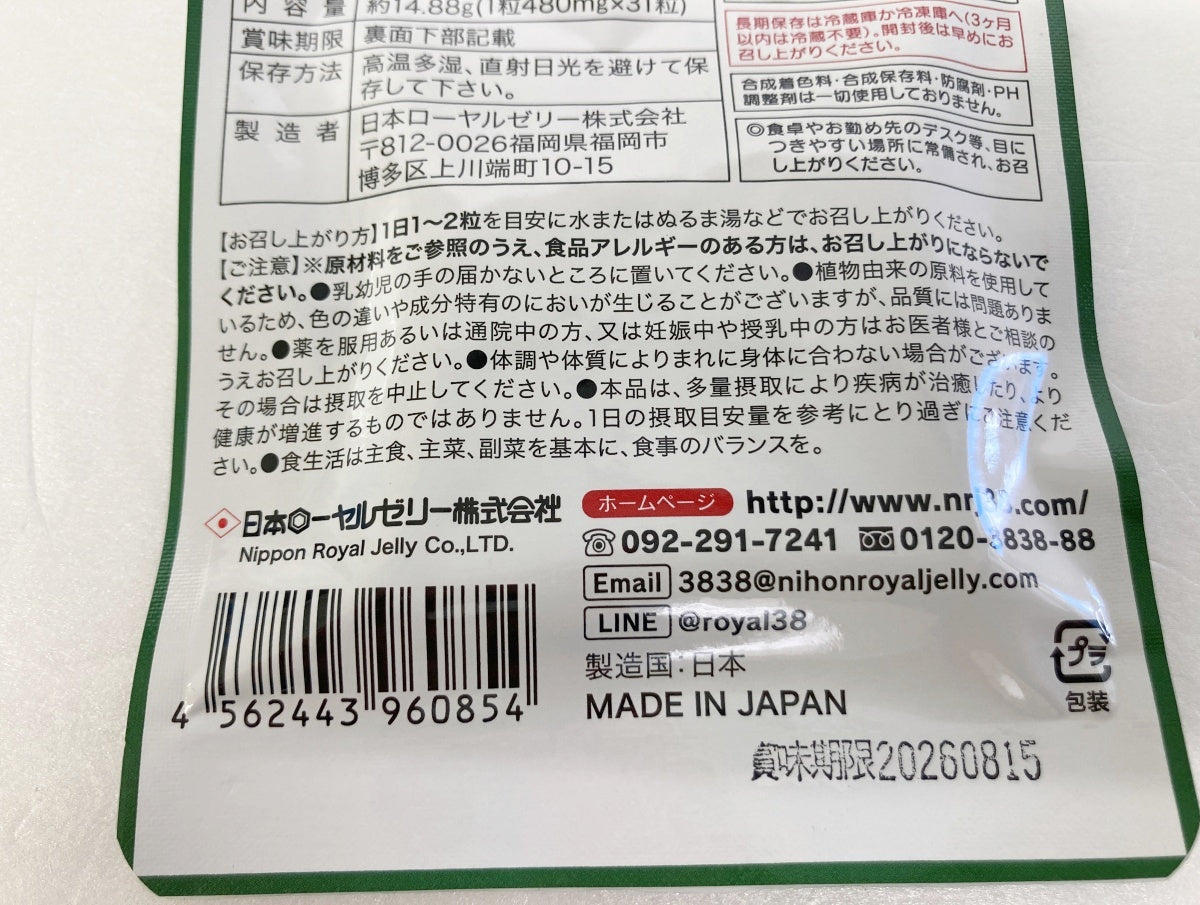 内容量 約14.88g(1粒480mg×31粒)
賞味期限 裏面下部記載
保存方法 高温多湿、直射日光を避けて保
存して下さい。
製造者 日本ローヤルゼリー株式会社
〒812-0026福岡県福岡市
博多区上川端町10-15
長期保存は冷蔵庫か冷凍庫へ(3ヶ月
以内は冷蔵不要)。開封後は早めにお
召し上がりください。
合成着色料・合成保存料・防腐剤・PH
調整剤は一切使用しておりません。
◎食卓やお勤め先のデスク等、目に
つきやすい場所に常備され、お召
し上がりください。
【お召し上がり方】1日1～2粒を目安に水またはぬるま湯などでお召し上がりください。
【ご注意】※原材料をご参照のうえ、食品アレルギーのある方は、お召し上がりにならないで
ください。●乳幼児の手の届かないところに置いてください。●植物由来の原料を使用して
いるため、色の違いや成分特有のにおいが生じることがございますが、品質には問題ありま
せん。●薬を服用あるいは通院中の方、又は妊娠中や授乳中の方はお医者様とご相談の
うえお召し上がりください。●体調や体質によりまれに身体に合わない場合がございます。
その場合は摂取を中止してください。●本品は、多量摂取により疾病が治癒したり、より
健康が増進するものではありません。1日の摂取目安量を参考にとり過ぎにご注意くだ
さい。●食生活は主食、主菜、副菜を基本に、食事のバランスを。
日本ローヤルゼリー株式会社
Nippon Royal Jelly Co.,LTD.
ホームページ http://www.nrj38.com/
092-291-7241 0120-3838-88
Email 3838@nihonroyaljelly.com
LINE @royal38
製造国:日本
MADE IN JAPAN
プラ
包装
4 562443 960854
賞味期限20260815